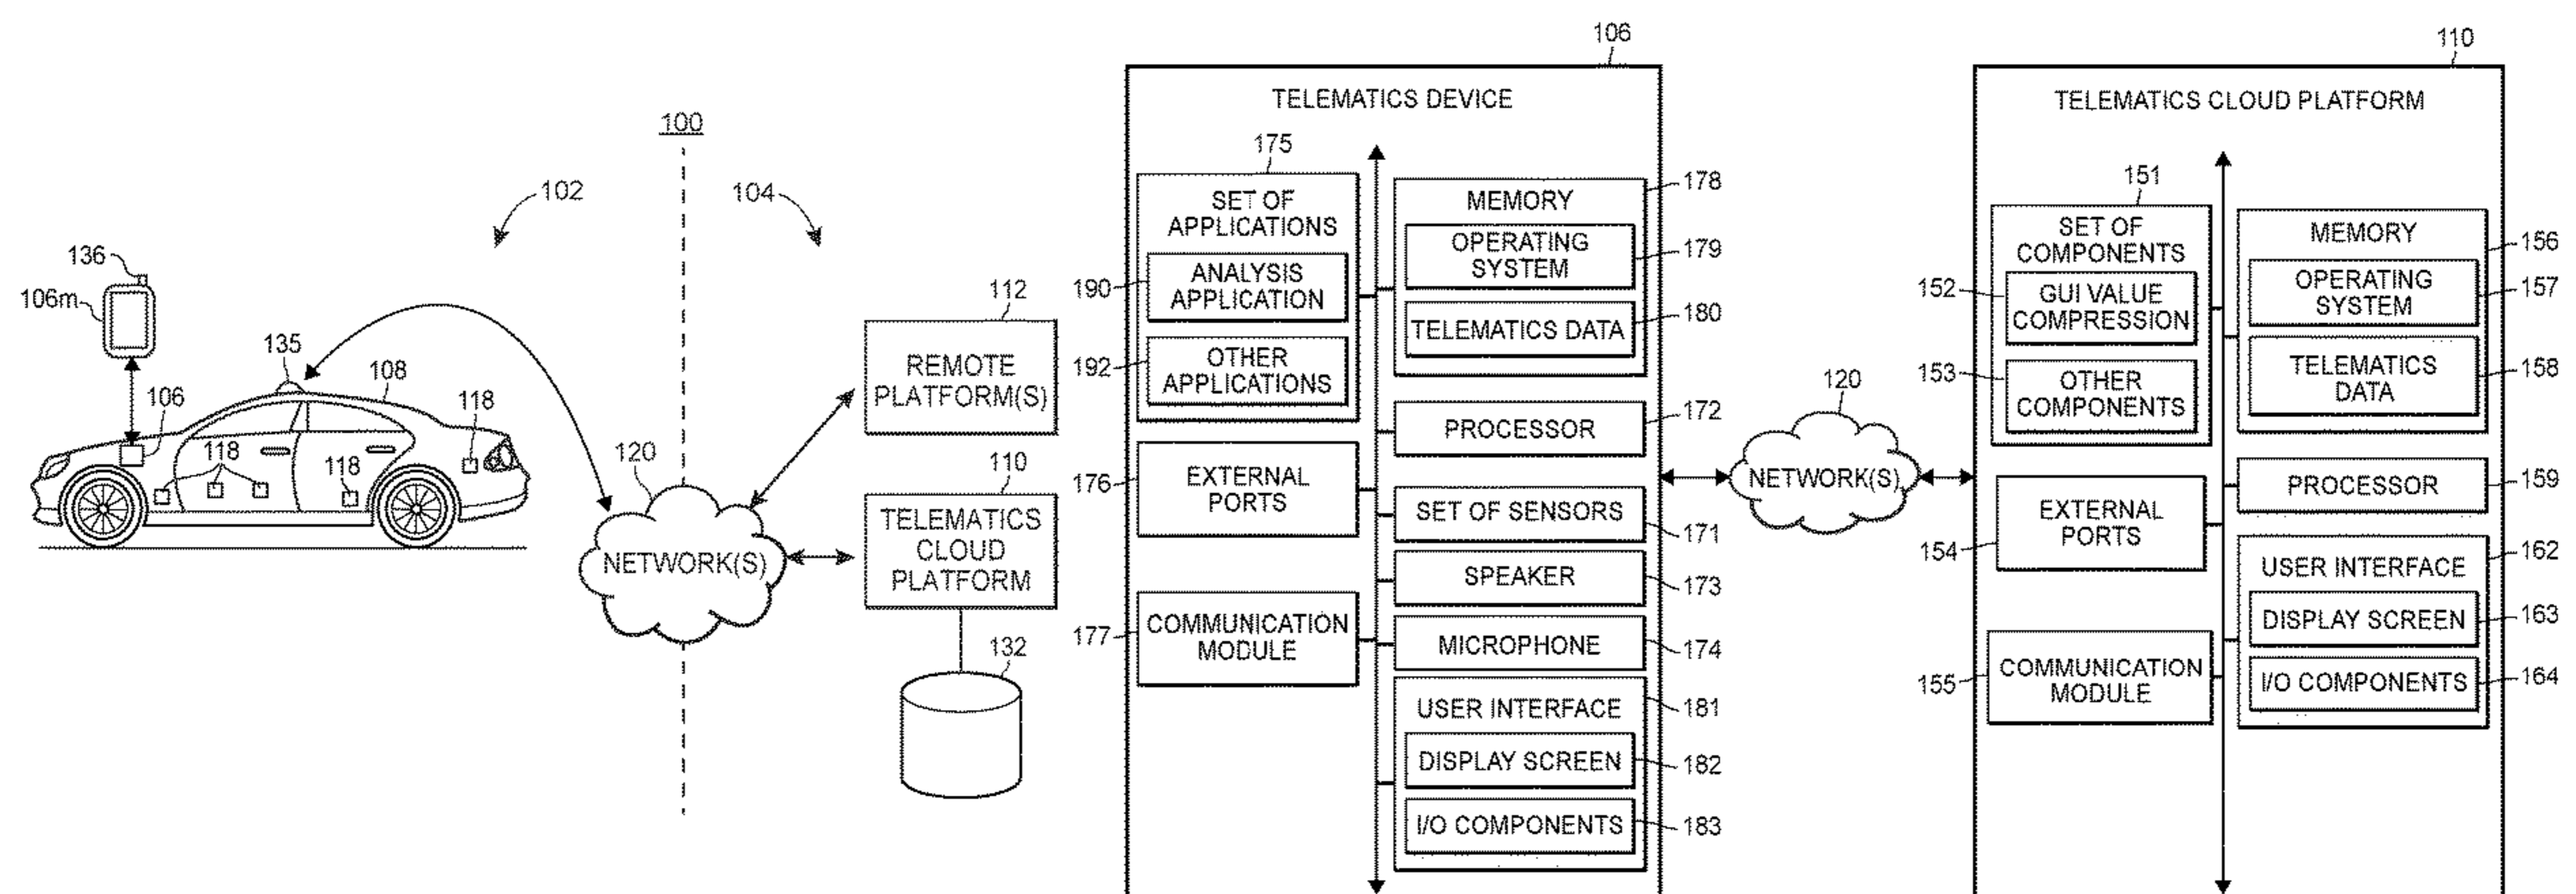 100
102
104
136
106m
135
108
106
118
118
118
120
NETWORK(S)
112
REMOTE
PLATFORM(S)
110
TELEMATICS
CLOUD
PLATFORM
132
106
TELEMATICS DEVICE
175
SET OF
APPLICATIONS
190
ANALYSIS
APPLICATION
192
OTHER
APPLICATIONS
176
EXTERNAL
PORTS
177
COMMUNICATION
MODULE
178
MEMORY
OPERATING
SYSTEM
179
TELEMATICS DATA
180
PROCESSOR
172
SET OF SENSORS
171
SPEAKER
173
MICROPHONE
174
USER INTERFACE
181
DISPLAY SCREEN
182
I/O COMPONENTS
183
120
NETWORK(S)
110
TELEMATICS CLOUD PLATFORM
151
SET OF
COMPONENTS
152
GUI VALUE
COMPRESSION
153
OTHER
COMPONENTS
154
EXTERNAL
PORTS
155
COMMUNICATION
MODULE
MEMORY
156
OPERATING
SYSTEM
157
TELEMATICS
DATA
158
PROCESSOR
159
162
USER INTERFACE
DISPLAY SCREEN
163
I/O COMPONENTS
164